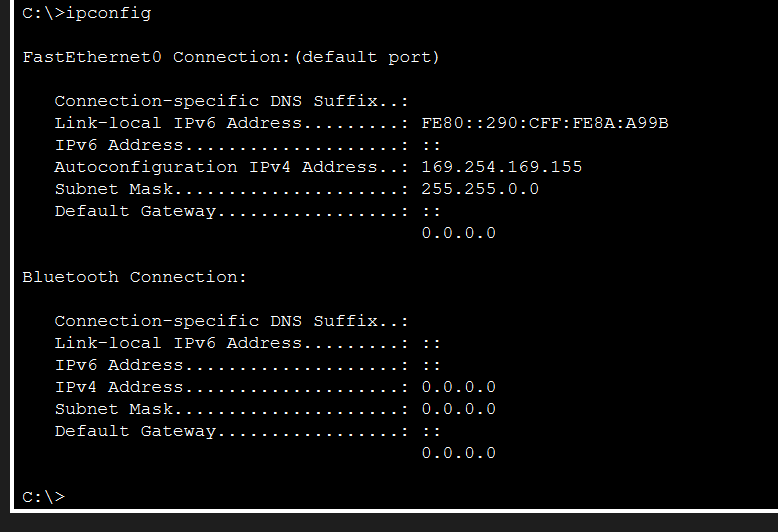 C:\>ipconfig
FastEthernet0 Connection:(default port)
Connection-specific DNS Suffix..:
Link-local IPv6 Address.........: FE80::290:CFF:FE8A:A99B
IPv6 Address....................: ::
Autoconfiguration IPv4 Address..: 169.254.169.155
Subnet Mask.....................: 255.255.0.0
Default Gateway.................: ::
0.0.0.0
Bluetooth Connection:
Connection-specific DNS Suffix..:
Link-local IPv6 Address.........: ::
IPv6 Address....................: ::
IPv4 Address....................: 0.0.0.0
Subnet Mask.....................: 0.0.0.0
Default Gateway.................: ::
0.0.0.0
C:\>